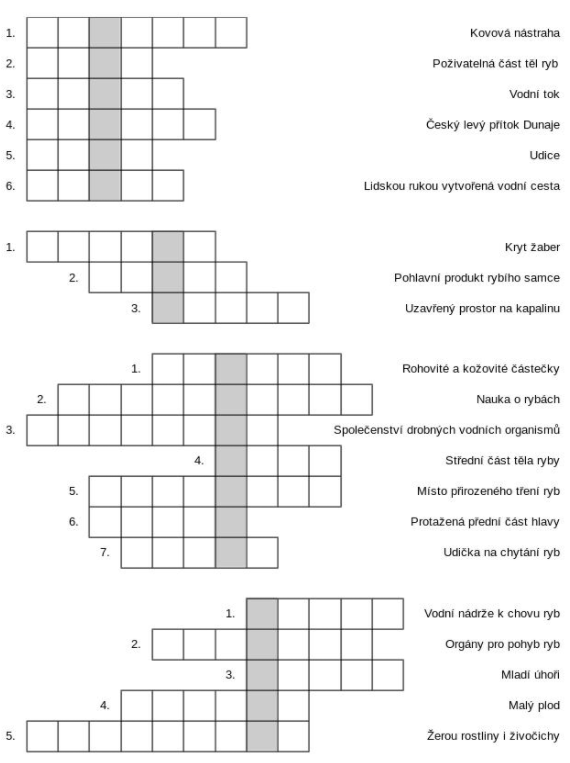 1. Kovová nástraha
2. Poživatelná část těl ryb
3. Vodní tok
4. Český levý přítok Dunaje
5. Udice
6. Lidskou rukou vytvořená vodní cesta
1. Kryt žaber
2. Pohlavní produkt rybího samce
3. Uzavřený prostor na kapalinu
1. Rohovité a kožovité částečky
2. Nauka o rybách
3. Společenství drobných vodních organismů
4. Střední část těla ryby
5. Místo přirozeného tření ryb
6. Protažená přední část hlavy
7. Udička na chytání ryb
1. Vodní nádrže k chovu ryb
2. Orgány pro pohyb ryb
3. Mladí úhoři
4. Malý plod
5. Žerou rostliny i živočichy